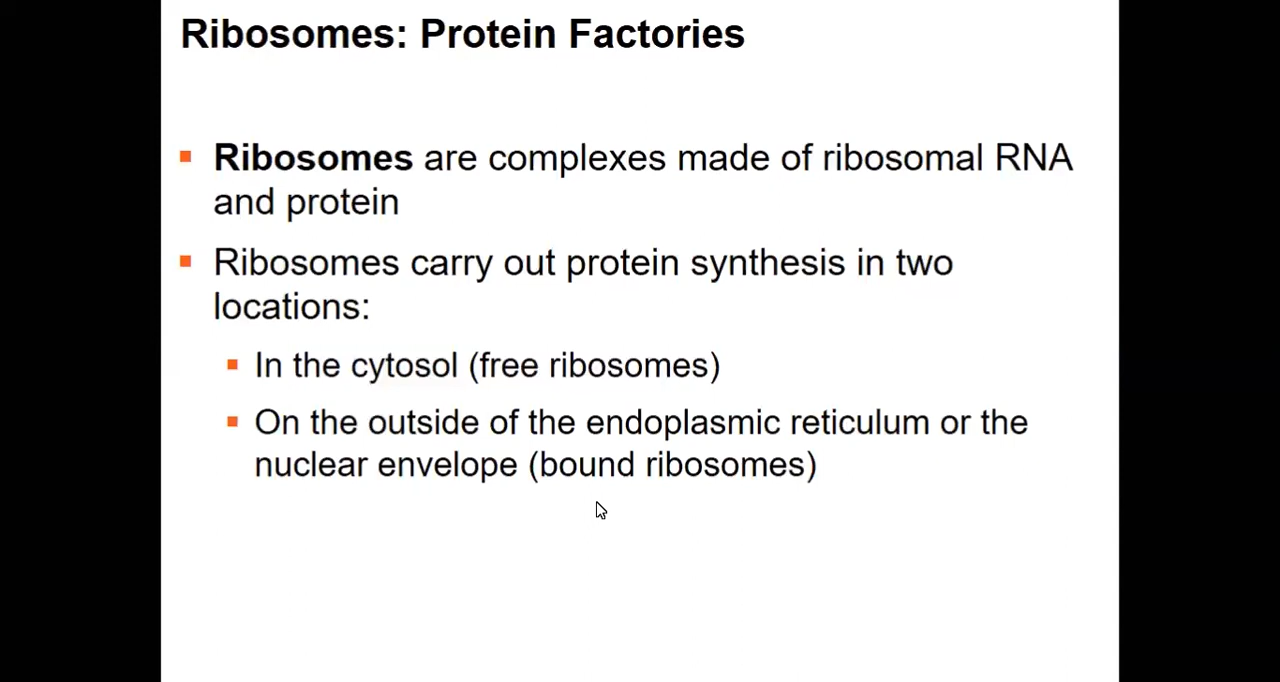 Ribosomes: Protein Factories
Ribosomes are complexes made of ribosomal RNA
and protein
Ribosomes carry out protein synthesis in two
locations:
In the cytosol (free ribosomes)
On the outside of the endoplasmic reticulum or the
nuclear envelope (bound ribosomes)